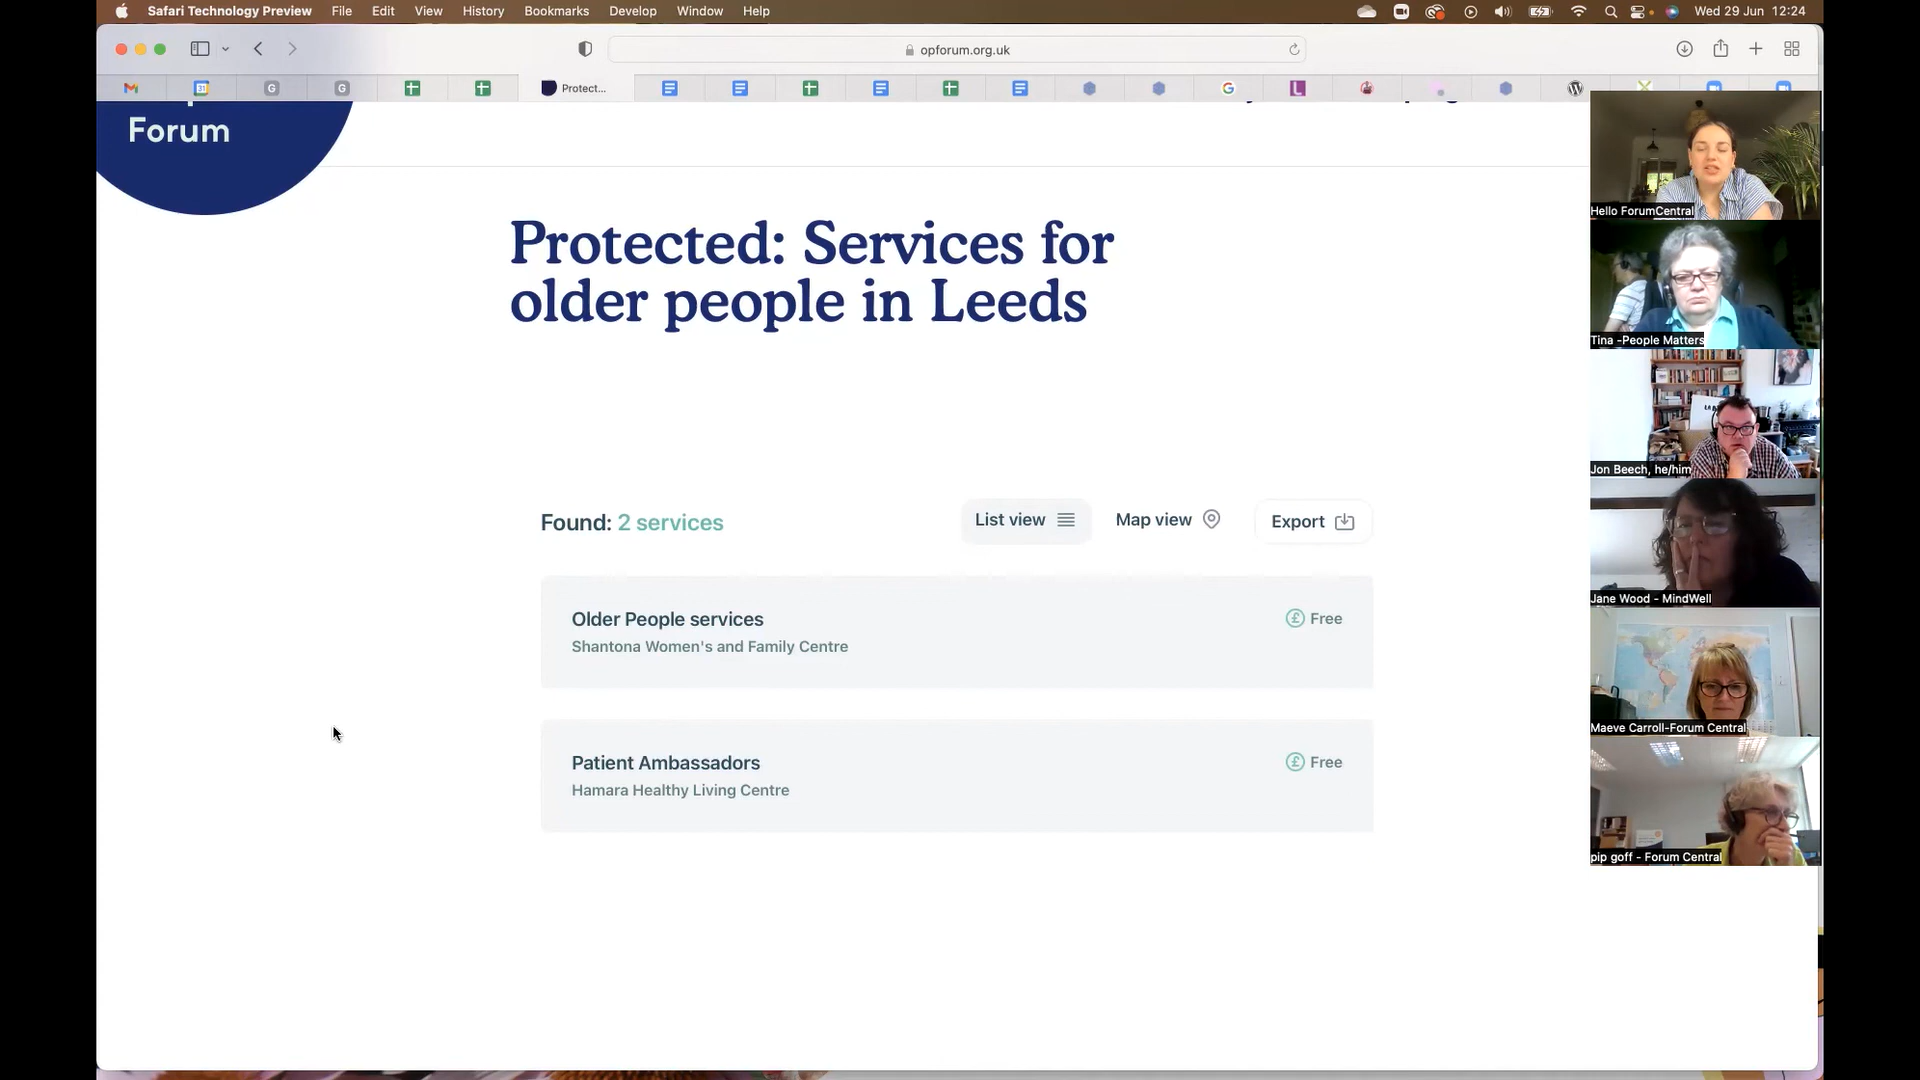 Safari Technology Preview File Edit View History Bookmarks Develop Window Help
Wed 29 Jun 12:24
opforum.org.uk
Protect...
Forum
Protected: Services for
older people in Leeds
Found: 2 services
List view
Map view
Export
Older People services
Free
Shantona Women's and Family Centre
Patient Ambassadors
Free
Hamara Healthy Living Centre
Hello ForumCentral
Tina -People Matters
Jon Beech, he/him
Jane Wood - MindWell
Maeve Carroll-Forum Central
pip goff - Forum Central